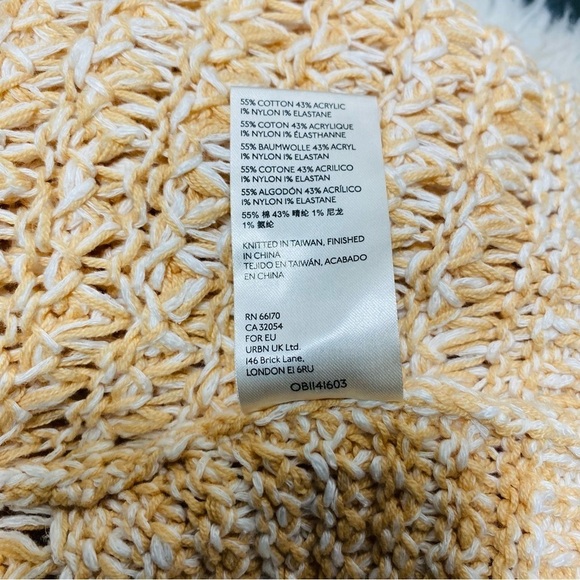 55% COTTON 43% ACRYLIC
1% NYLON 1% ELASTANE
55% COTON 43% ACRYLIQUE
1% NYLON 1% ÉLASTHANNE
55% BAUMWOLLE 43% ACRYL
1% NYLON 1% ELASTAN
55% COTONE 43% ACRILICO
1% NYLON 1% ELASTAN
55% ALGODÓN 43% ACRÍLICO
1% NYLON 1% ELASTANE
55% 棉 43% 晴纶 1% 尼龙
1% 氨纶
KNITTED IN TAIWAN, FINISHED
IN CHINA
TEJIDO EN TAIWÁN, ACABADO
EN CHINA
RN 66170
CA 32054
FOR EU
URBN UK Ltd.
146 Brick Lane,
LONDON E1 6RU
OB1141603